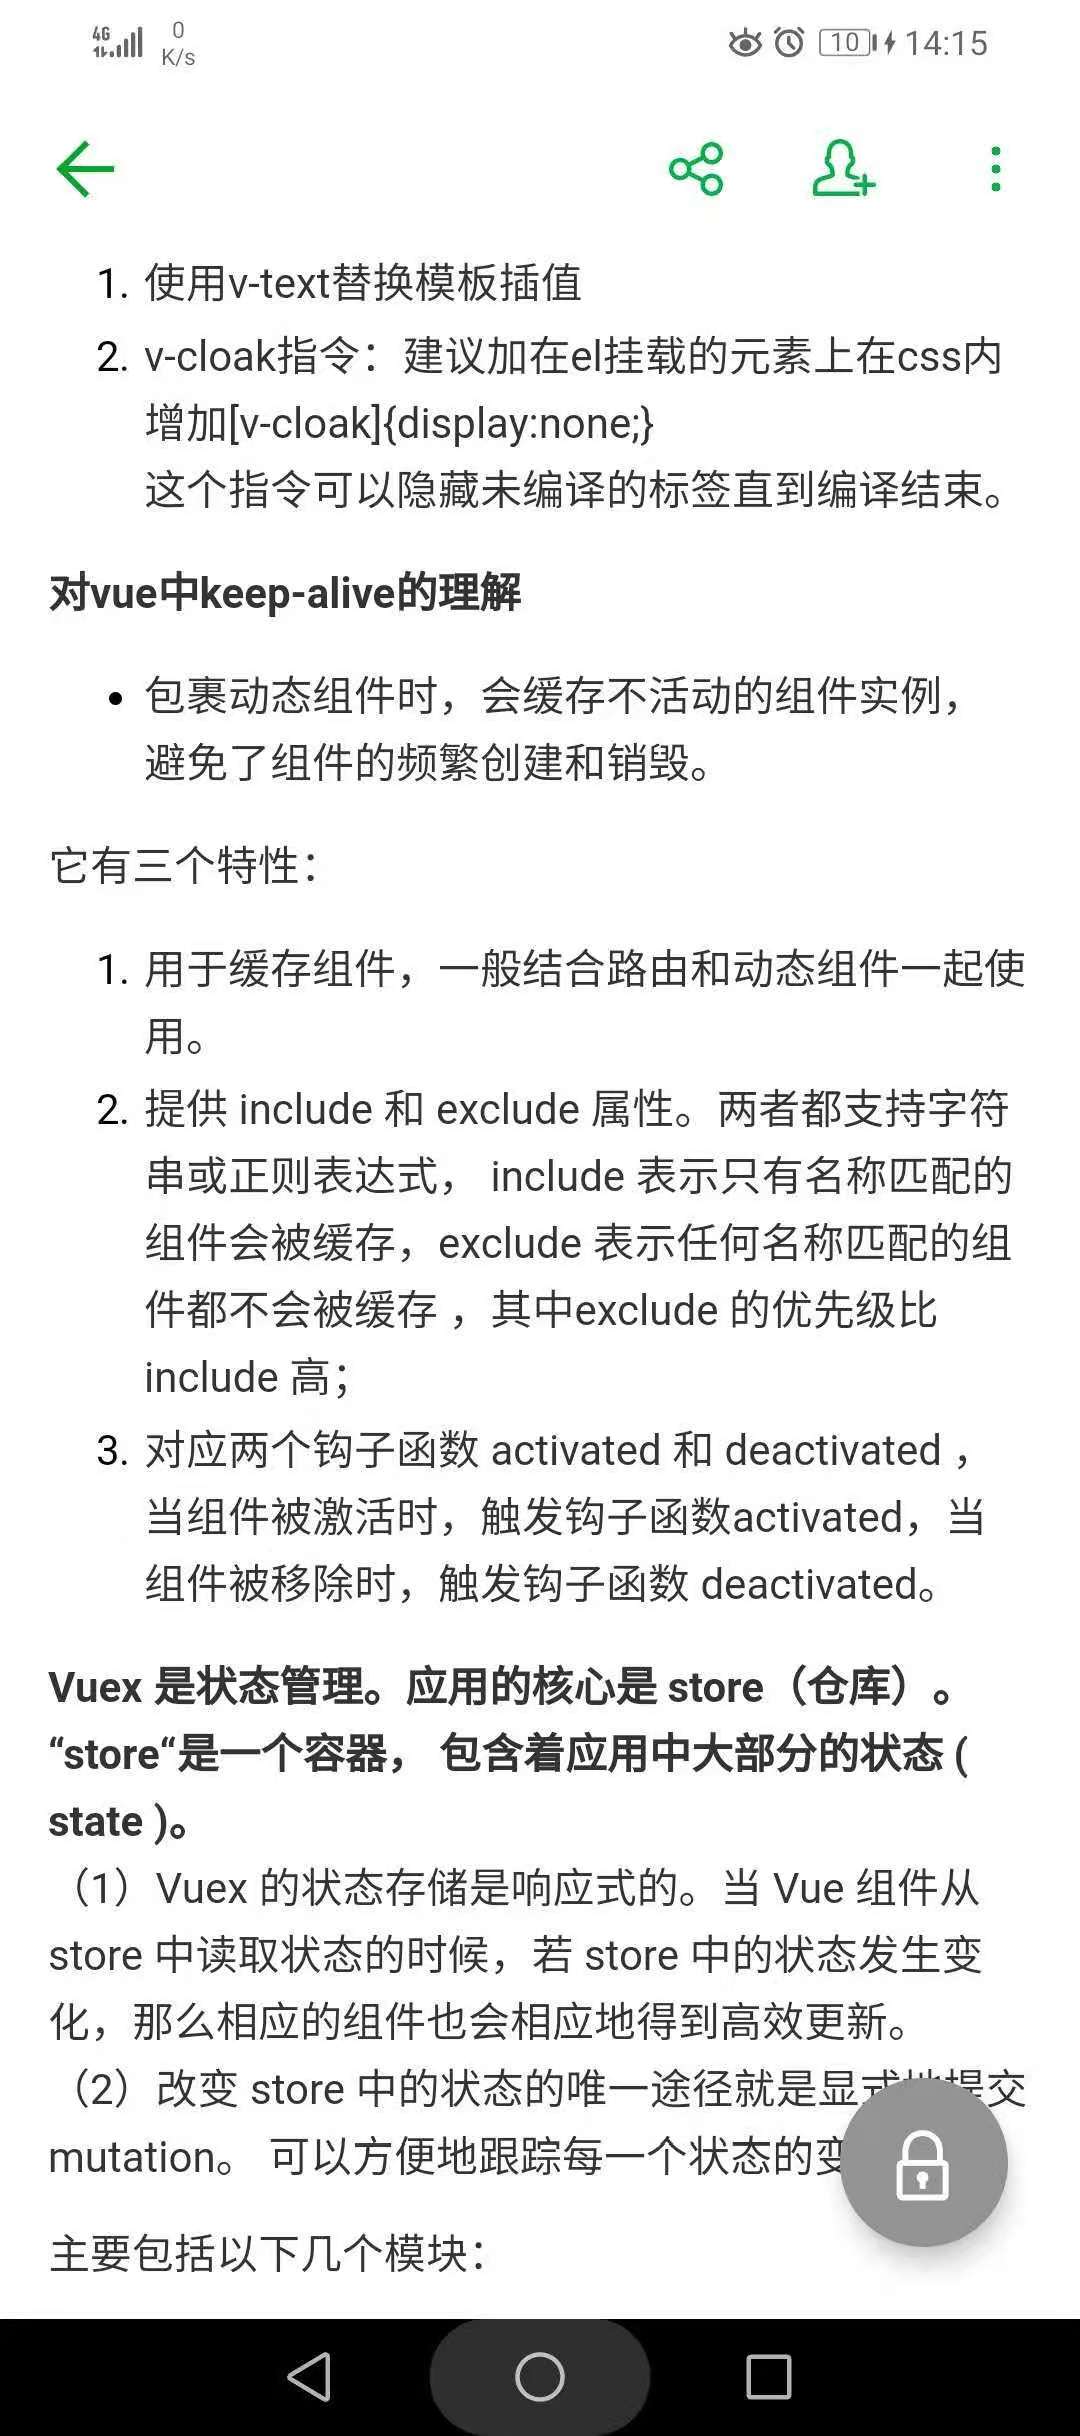 4G 0 K/s 10 14:15
1. 使用v-text替换模板插值
2. v-cloak指令：建议加在el挂载的元素上在css内
增加[v-cloak]{display:none;}
这个指令可以隐藏未编译的标签直到编译结束。
对vue中keep-alive的理解
• 包裹动态组件时，会缓存不活动的组件实例，
避免了组件的频繁创建和销毁。
它有三个特性：
1. 用于缓存组件，一般结合路由和动态组件一起使
用。
2. 提供 include 和 exclude 属性。两者都支持字符
串或正则表达式， include 表示只有名称匹配的
组件会被缓存，exclude 表示任何名称匹配的组
件都不会被缓存 ，其中exclude 的优先级比
include 高；
3. 对应两个钩子函数 activated 和 deactivated ，
当组件被激活时，触发钩子函数activated，当
组件被移除时，触发钩子函数 deactivated。
Vuex 是状态管理。应用的核心是 store（仓库）。
“store“是一个容器， 包含着应用中大部分的状态 (
state )。
（1）Vuex 的状态存储是响应式的。当 Vue 组件从
store 中读取状态的时候，若 store 中的状态发生变
化，那么相应的组件也会相应地得到高效更新。
（2）改变 store 中的状态的唯一途径就是显式地提交
mutation。 可以方便地跟踪每一个状态的变
主要包括以下几个模块：